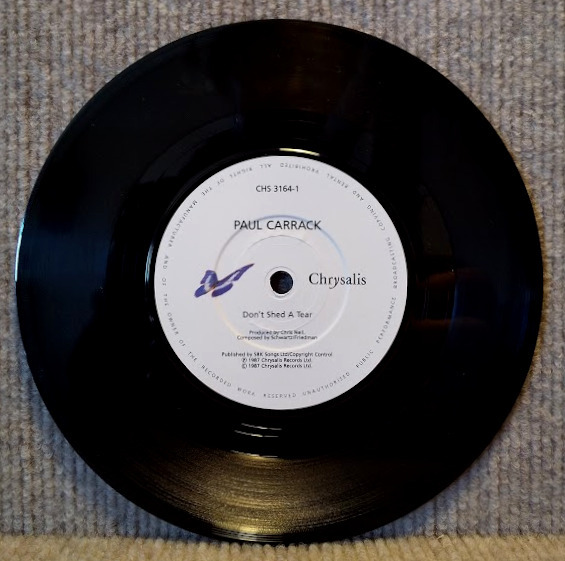 CHS 3164-1
PAUL CARRACK
Chrysalis
Don't Shed A Tear
Produced by Chris Neil
Composed by Schwartz/Friedman
Published by SBK Songs Ltd/Copyright Control
℗ 1987 Chrysalis Records Ltd.
© 1987 Chrysalis Records Ltd.
ALL RIGHTS OF THE MANUFACTURER AND OF THE OWNER OF THE RECORDED WORK RESERVED UNAUTHORISED PUBLIC PERFORMANCE BROADCASTING COPYING AND RENTAL PROHIBITED